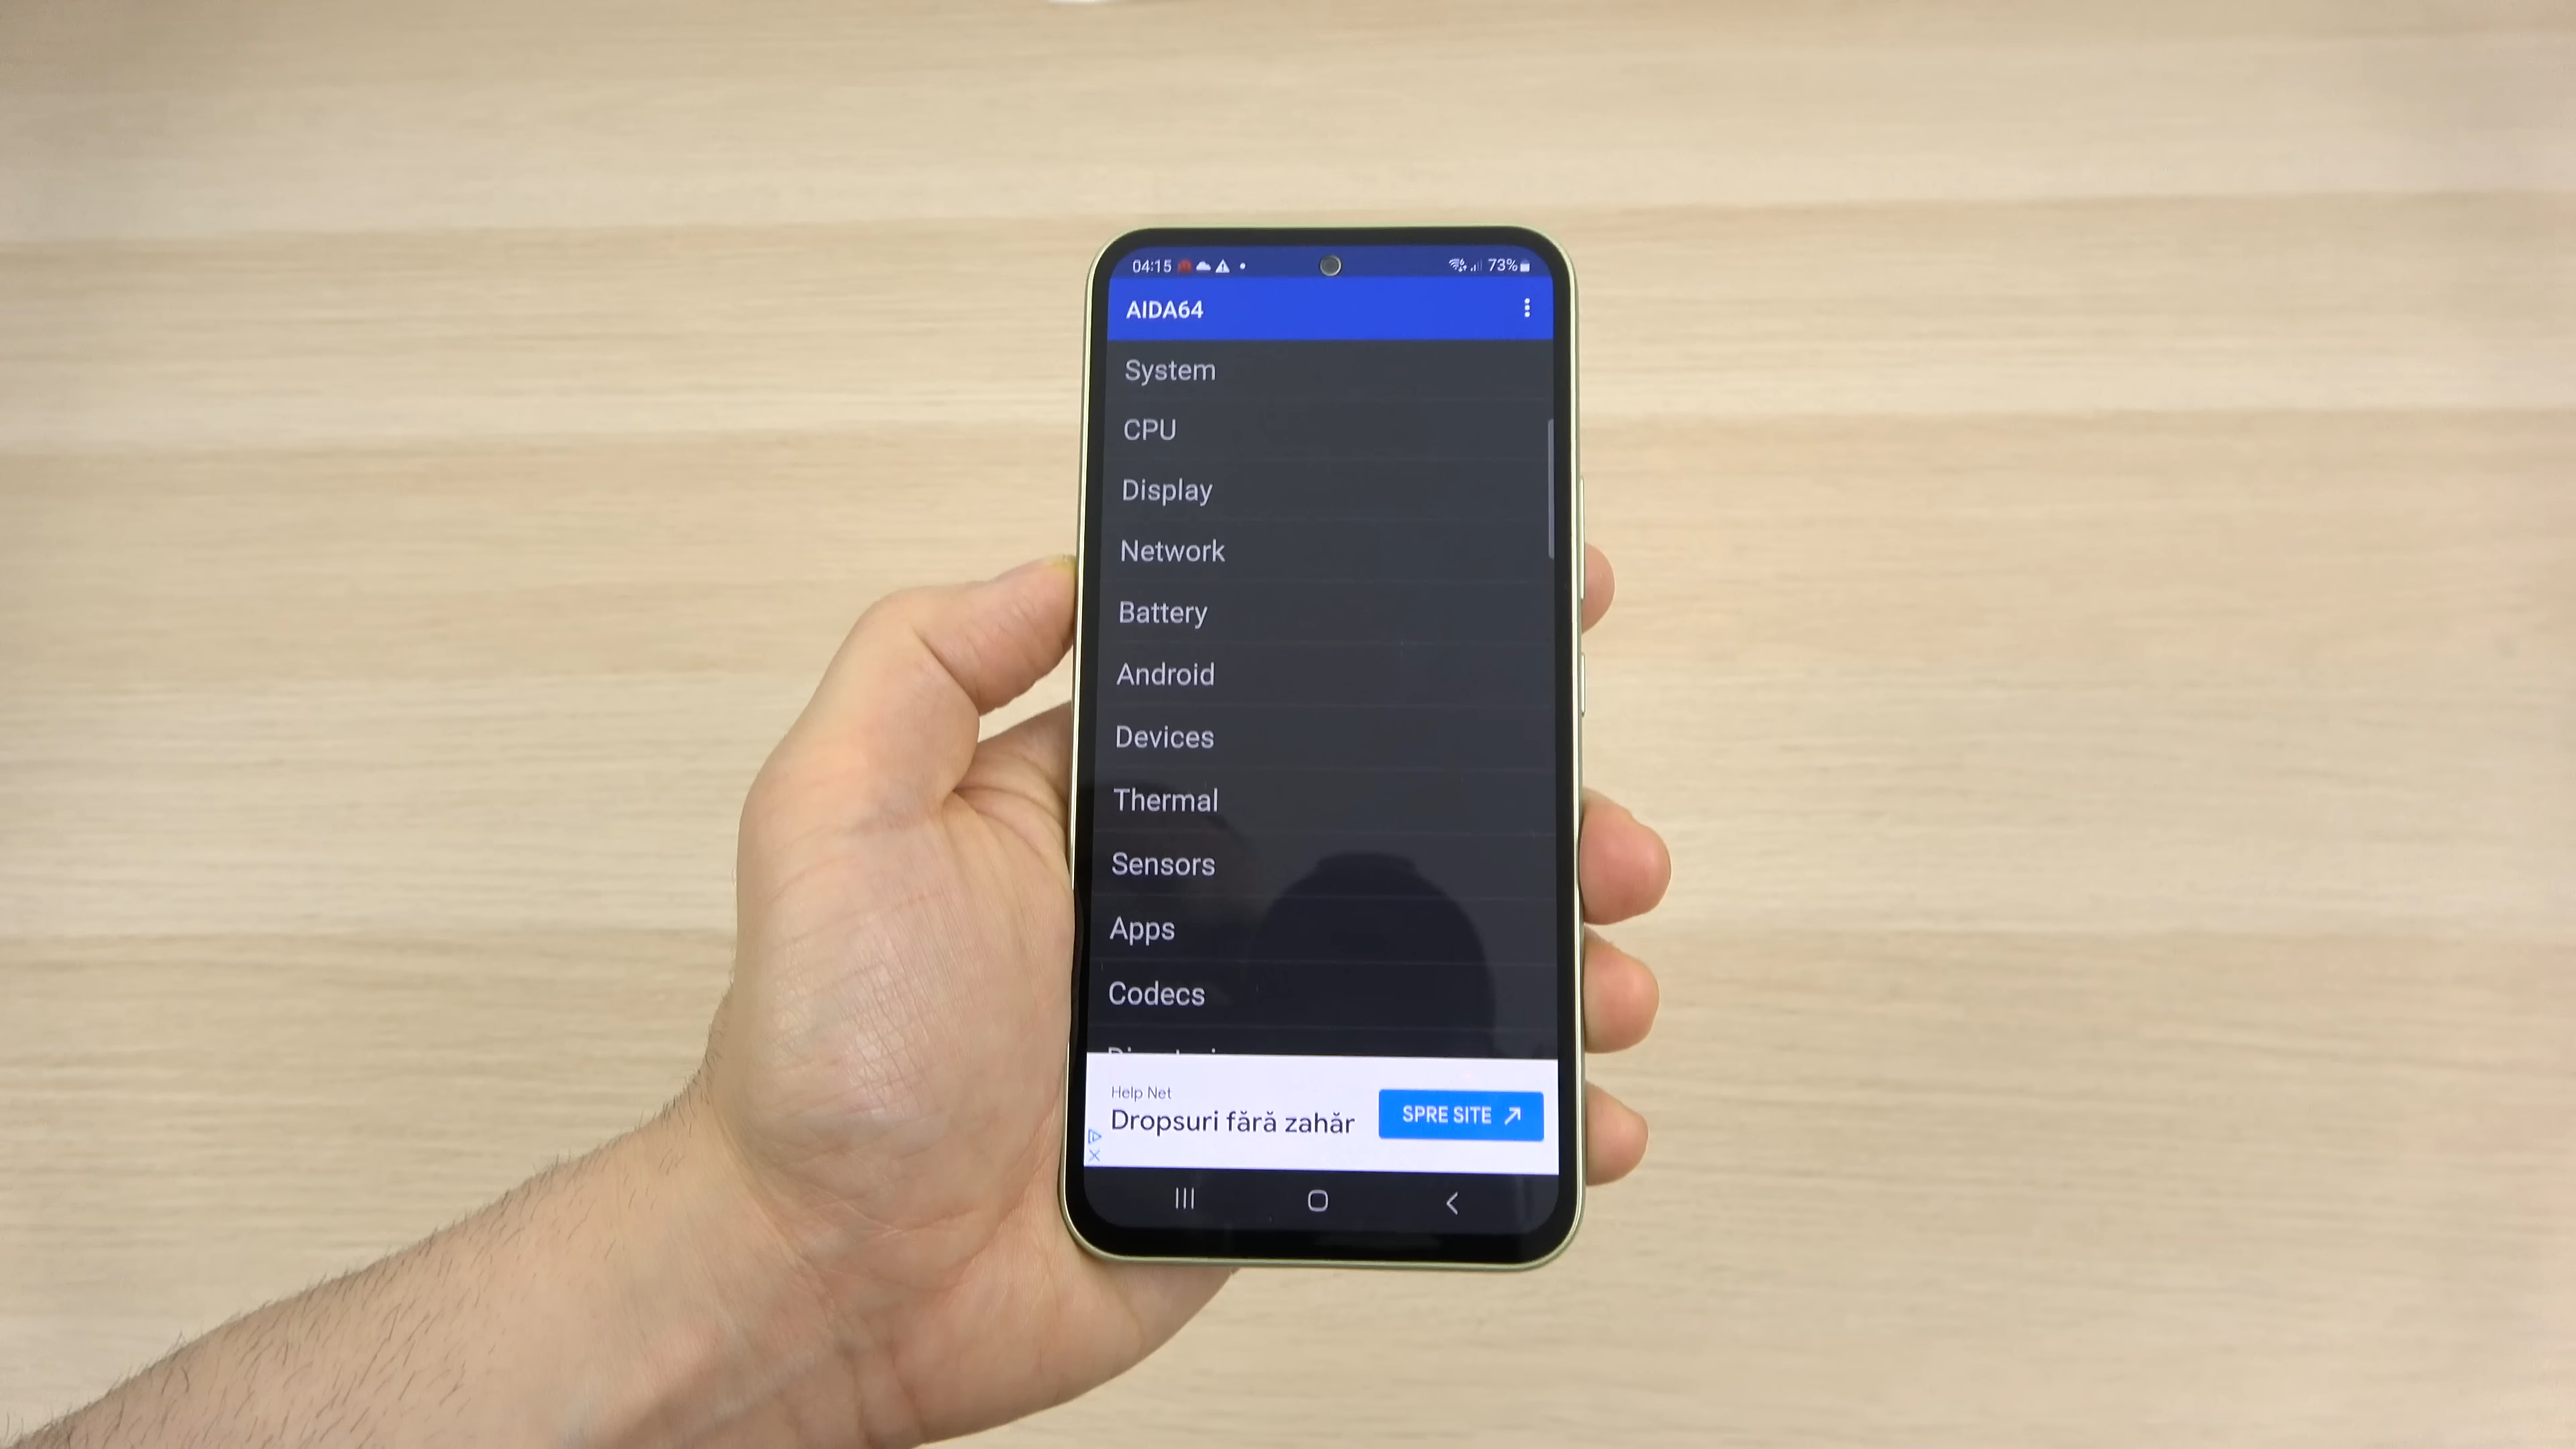 04:15
73%
AIDA64
System
CPU
Display
Network
Battery
Android
Devices
Thermal
Sensors
Apps
Codecs
Help Net
Dropsuri fără zahăr
SPRE SITE